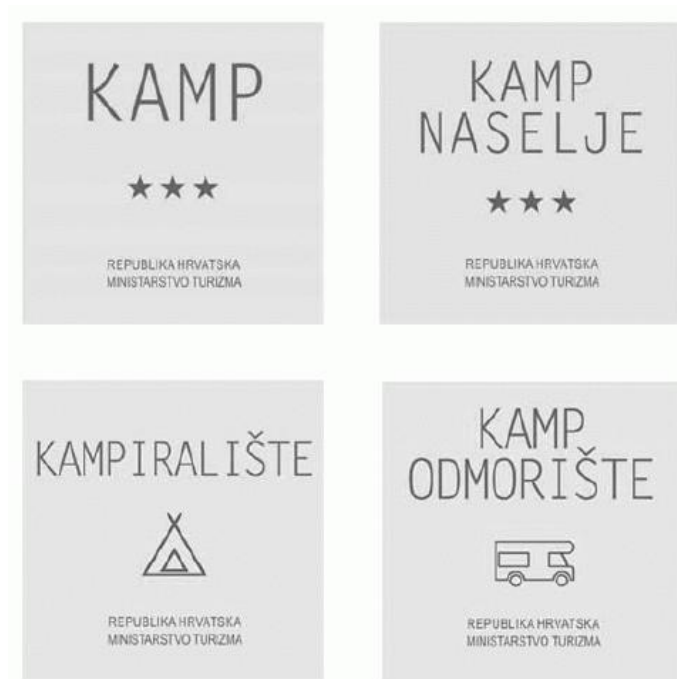 KAMP
★★★
REPUBLIKA HRVATSKA
MINISTARSTVO TURIZMA
KAMP
NASELJE
★★★
REPUBLIKA HRVATSKA
MINISTARSTVO TURIZMA
KAMPIRALIŠTE
REPUBLIKA HRVATSKA
MINISTARSTVO TURIZMA
KAMP
ODMORIŠTE
REPUBLIKA HRVATSKA
MINISTARSTVO TURIZMA